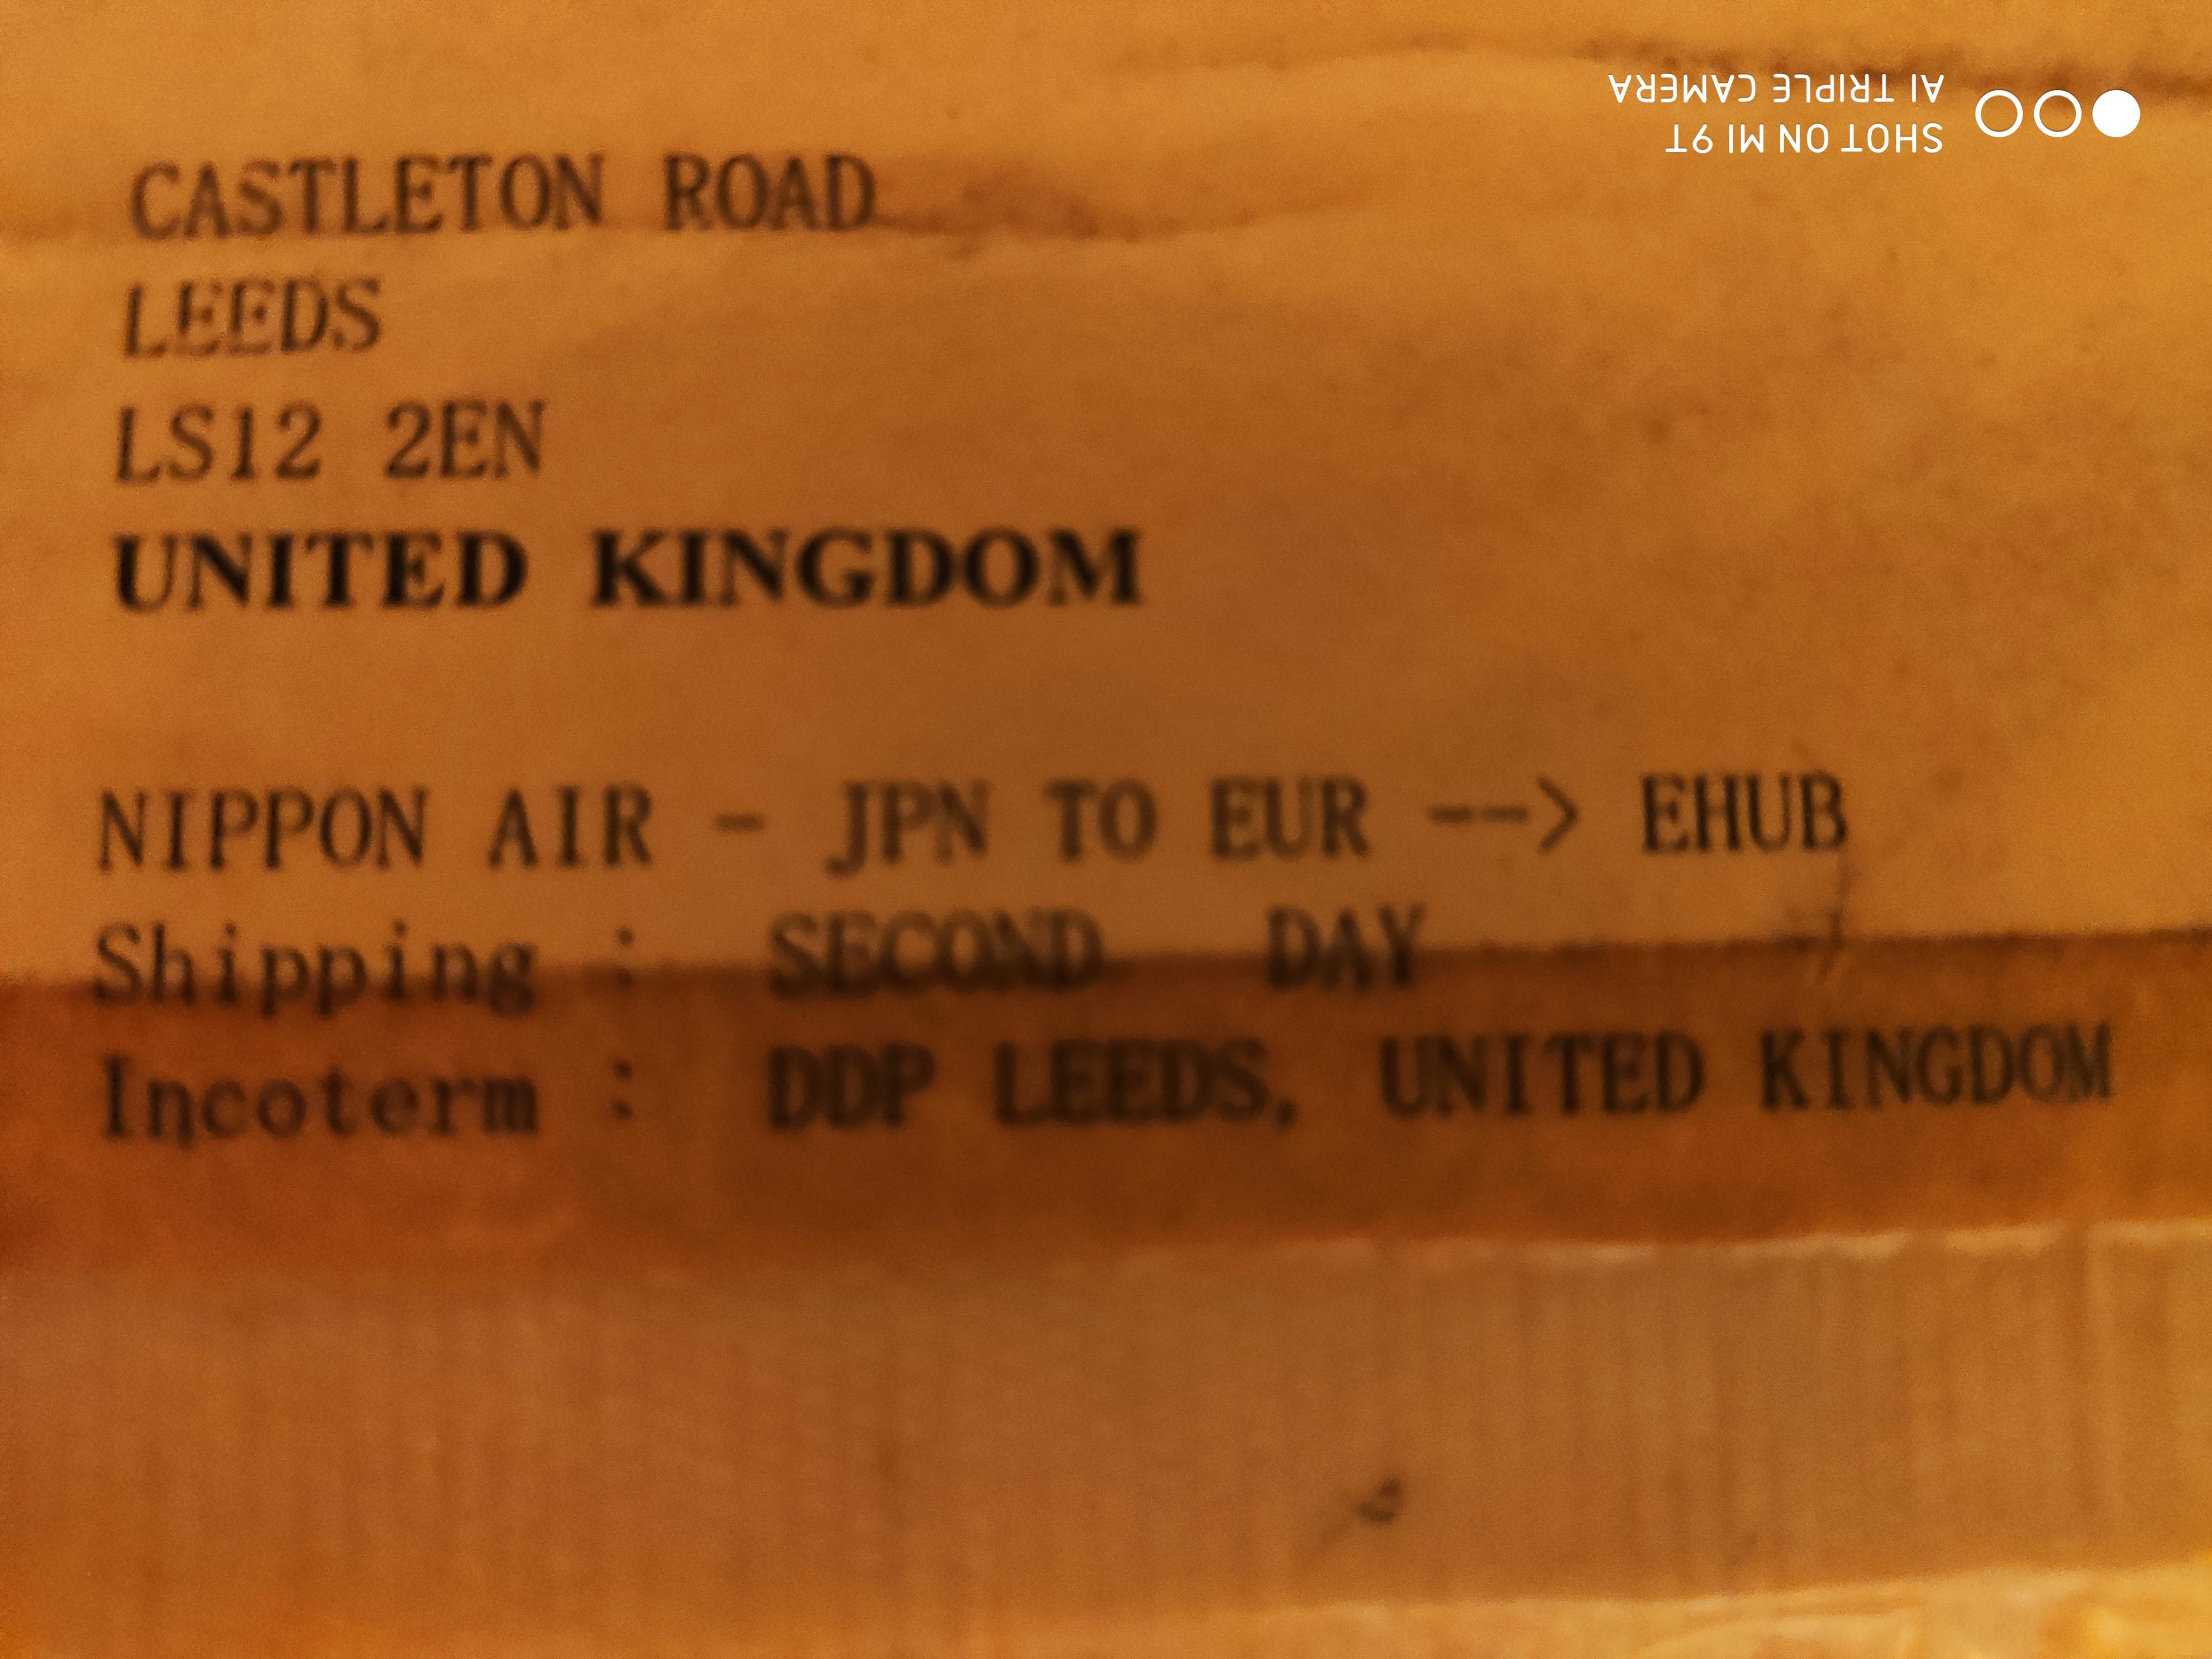 CASTLETON ROAD
LEEDS
LS12 2EN
UNITED KINGDOM
NIPPON AIR - JPN TO EUR --> EHUB
Shipping : SECOND DAY
Incoterm : DDP LEEDS, UNITED KINGDOM
SHOT ON MI 9T
AI TRIPLE CAMERA